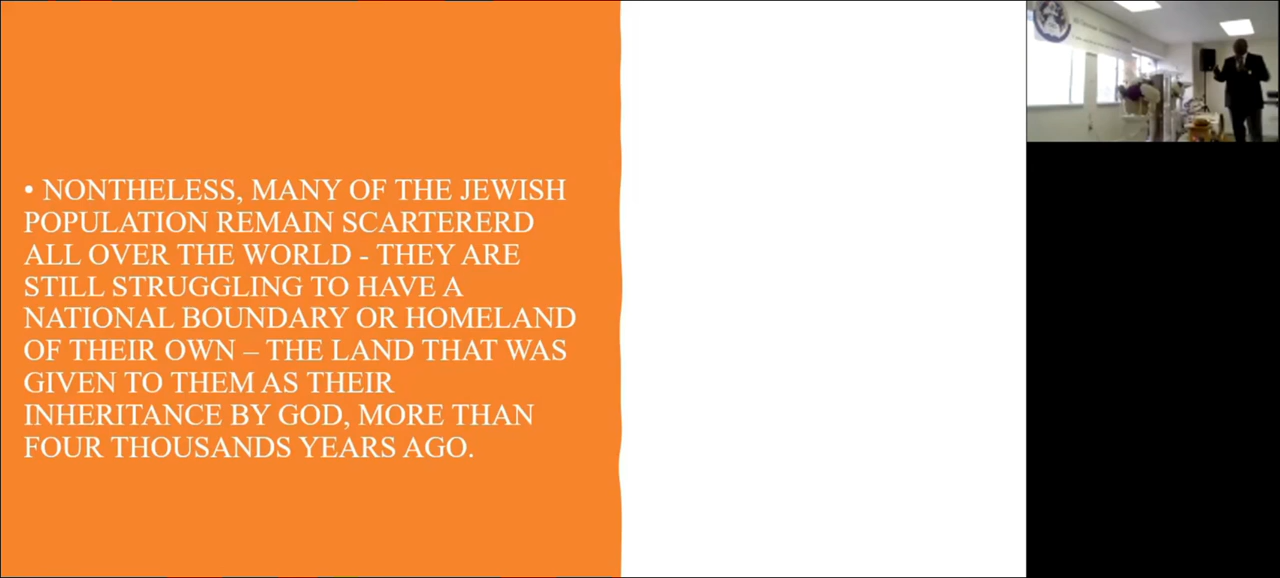 • NONTHELESS, MANY OF THE JEWISH
POPULATION REMAIN SCARTERERD
ALL OVER THE WORLD - THEY ARE
STILL STRUGGLING TO HAVE A
NATIONAL BOUNDARY OR HOMELAND
OF THEIR OWN – THE LAND THAT WAS
GIVEN TO THEM AS THEIR
INHERITANCE BY GOD, MORE THAN
FOUR THOUSANDS YEARS AGO.